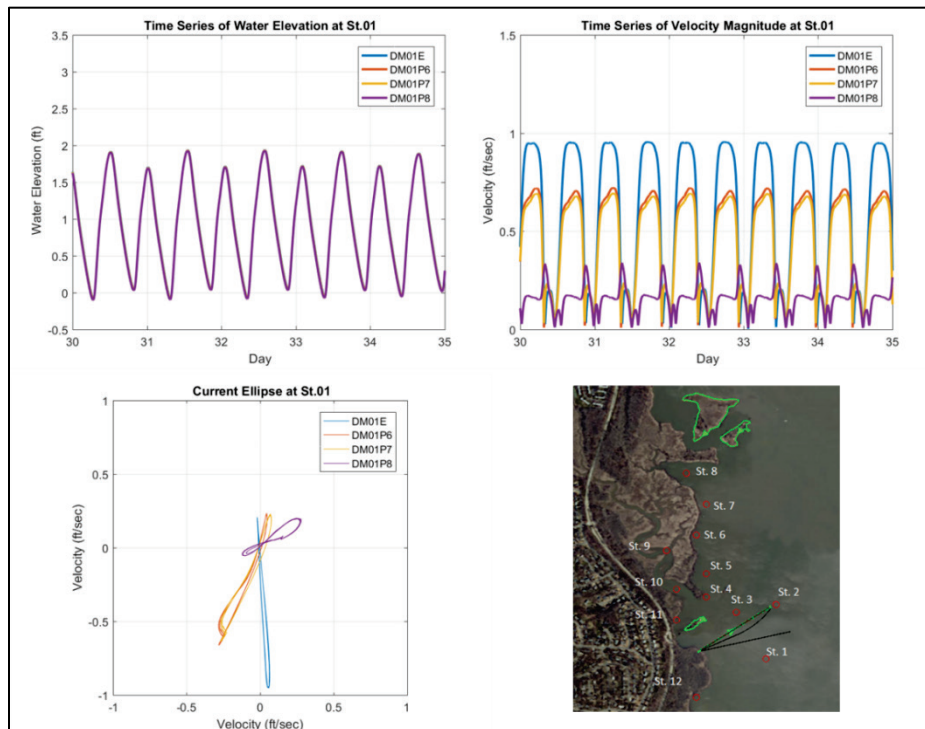 Time Series of Water Elevation at St.01
3.5
3
2.5
2
1.5
1
0.5
0
-0.5
Water Elevation (ft)
DM01E
DM01P6
DM01P7
DM01P8
30 31 32 33 34 35
Day
Time Series of Velocity Magnitude at St.01
1.5
1
0.5
0
Velocity (ft/sec)
DM01E
DM01P6
DM01P7
DM01P8
30 31 32 33 34 35
Day
Current Ellipse at St.01
1
0.5
0
-0.5
-1
Velocity (ft/sec)
DM01E
DM01P6
DM01P7
DM01P8
-1 -0.5 0 0.5 1
Velocity (ft/sec)
St. 8
St. 7
St. 6
St. 9
St. 5
St. 10
St. 4
St. 2
St. 3
St. 11
St. 1
St. 12